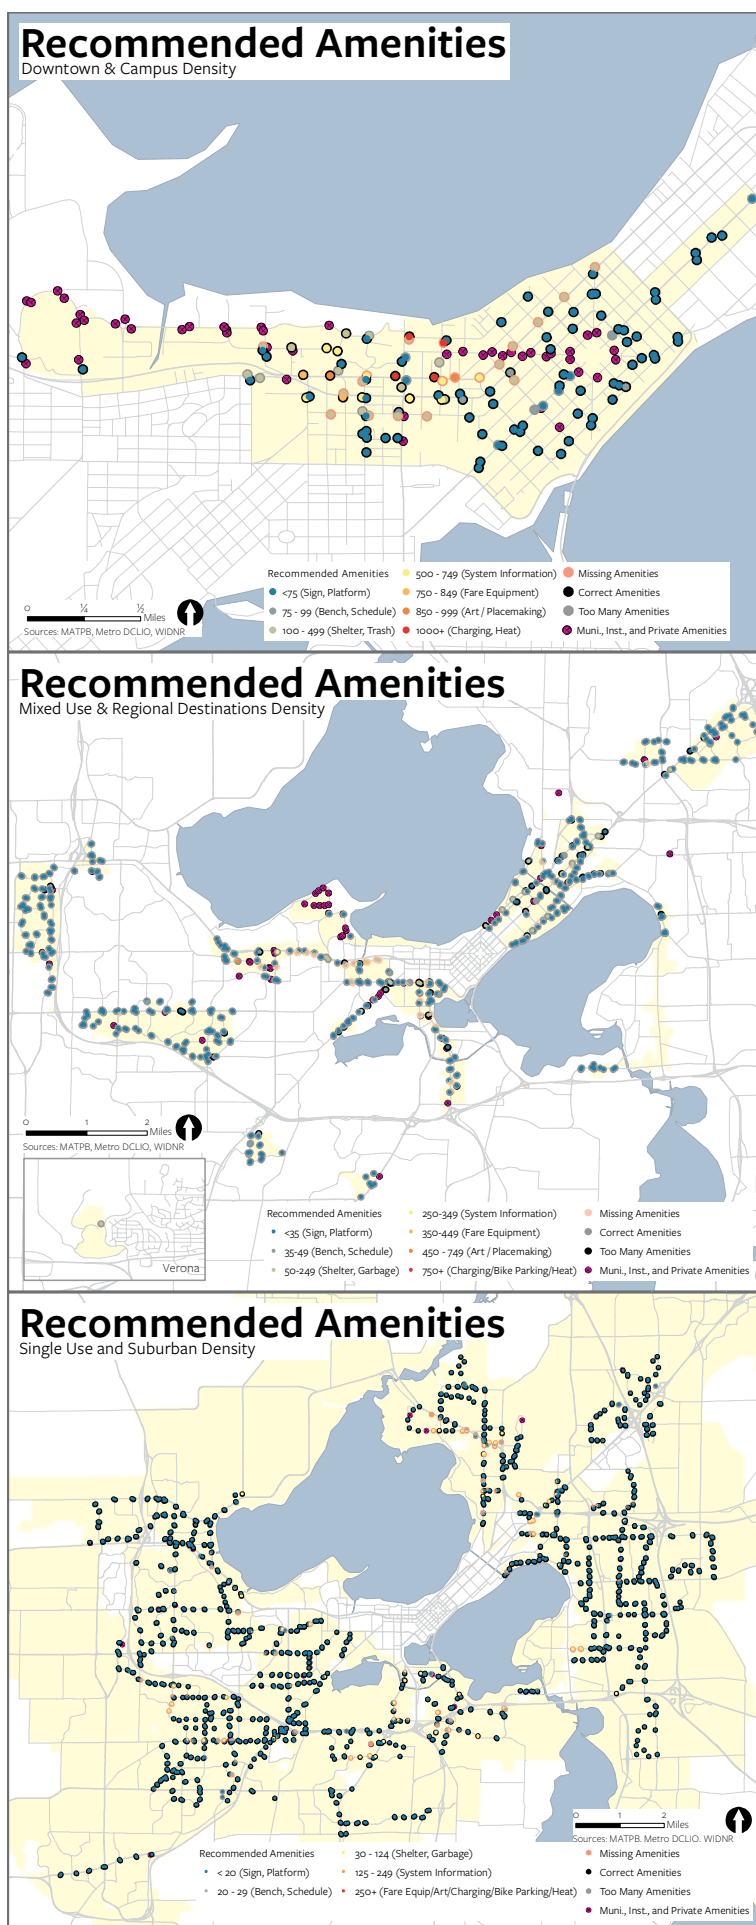 Recommended Amenities
Downtown & Campus Density
Recommended Amenities
<75 (Sign, Platform)
75 - 99 (Bench, Schedule)
100 - 499 (Shelter, Trash)
500 - 749 (System Information)
750 - 849 (Fare Equipment)
850 - 999 (Art / Placemaking)
1000+ (Charging, Heat)
Missing Amenities
Correct Amenities
Too Many Amenities
Muni., Inst., and Private Amenities
0 ¼ ½
Miles
Sources: MATPB, Metro DCLIO, WIDNR
Recommended Amenities
Mixed Use & Regional Destinations Density
0 1 2
Miles
Sources: MATPB, Metro DCLIO, WIDNR
Verona
Recommended Amenities
<35 (Sign, Platform)
35-49 (Bench, Schedule)
50-249 (Shelter, Garbage)
250-349 (System Information)
350-449 (Fare Equipment)
450 - 749 (Art / Placemaking)
750+ (Charging/Bike Parking/Heat)
Missing Amenities
Correct Amenities
Too Many Amenities
Muni., Inst., and Private Amenities
Recommended Amenities
Single Use and Suburban Density
0 1 2
Miles
Sources: MATPB, Metro DCLIO, WIDNR
Recommended Amenities
< 20 (Sign, Platform)
20 - 29 (Bench, Schedule)
30 - 124 (Shelter, Garbage)
125 - 249 (System Information)
250+ (Fare Equip/Art/Charging/Bike Parking/Heat)
Missing Amenities
Correct Amenities
Too Many Amenities
Muni., Inst., and Private Amenities